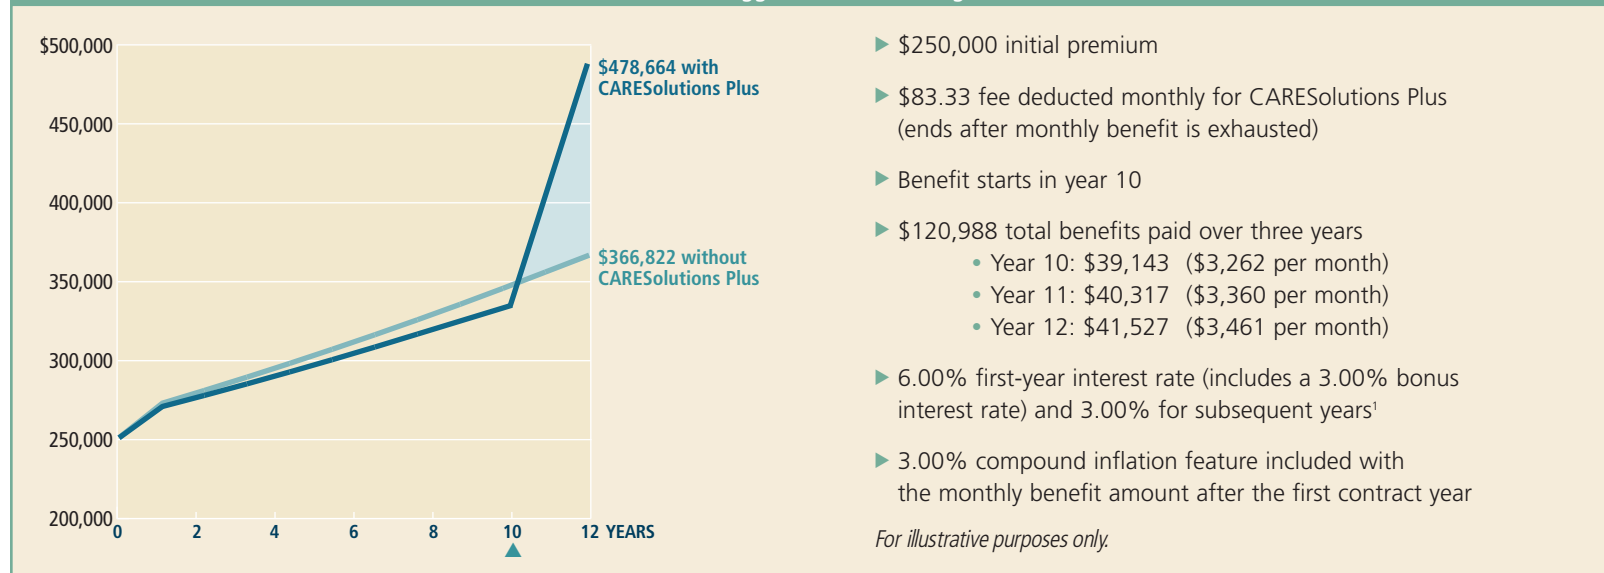 $500,000
450,000
400,000
350,000
300,000
250,000
200,000
0 2 4 6 8 10 12 YEARS
$478,664 with
CARESolutions Plus
$366,822 without
CARESolutions Plus
▶ $250,000 initial premium
▶ $83.33 fee deducted monthly for CARESolutions Plus
(ends after monthly benefit is exhausted)
▶ Benefit starts in year 10
▶ $120,988 total benefits paid over three years
• Year 10: $39,143 ($3,262 per month)
• Year 11: $40,317 ($3,360 per month)
• Year 12: $41,527 ($3,461 per month)
▶ 6.00% first-year interest rate (includes a 3.00% bonus
interest rate) and 3.00% for subsequent years¹
▶ 3.00% compound inflation feature included with
the monthly benefit amount after the first contract year
For illustrative purposes only.